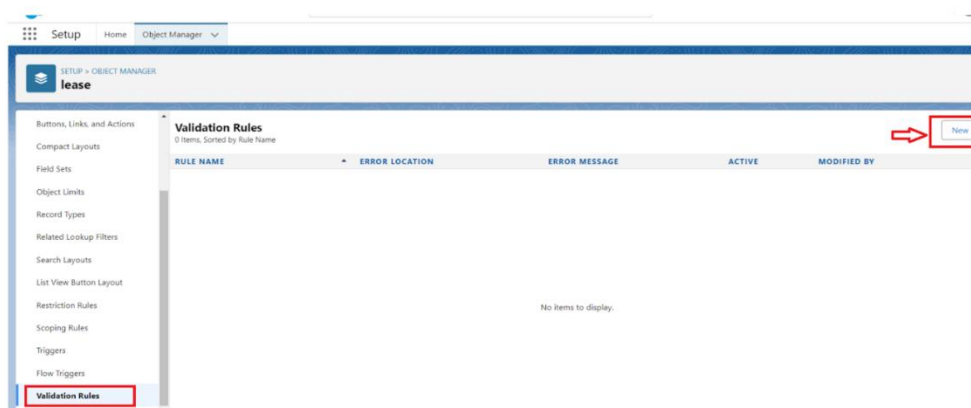 Setup Home Object Manager
SETUP > OBJECT MANAGER
lease
Buttons, Links, and Actions
Compact Layouts
Field Sets
Object Limits
Record Types
Related Lookup Filters
Search Layouts
List View Button Layout
Restriction Rules
Scoping Rules
Triggers
Flow Triggers
Validation Rules
Validation Rules
0 Items, Sorted by Rule Name
New
RULE NAME ERROR LOCATION ERROR MESSAGE ACTIVE MODIFIED BY
No items to display.